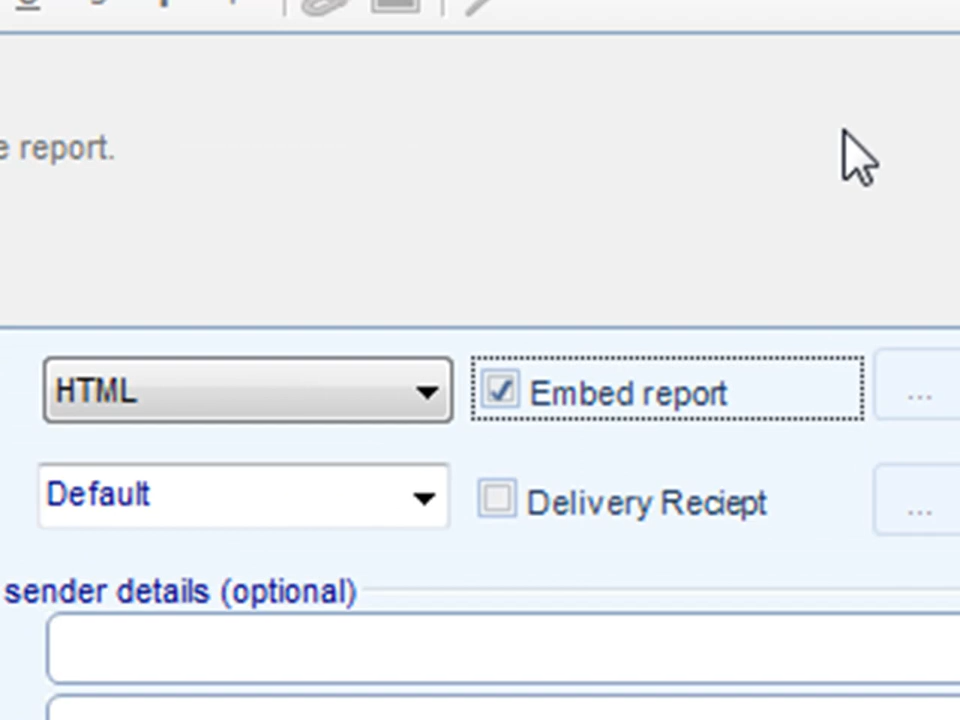 e report.
HTML Embed report ...
Default Delivery Reciept ...
sender details (optional)